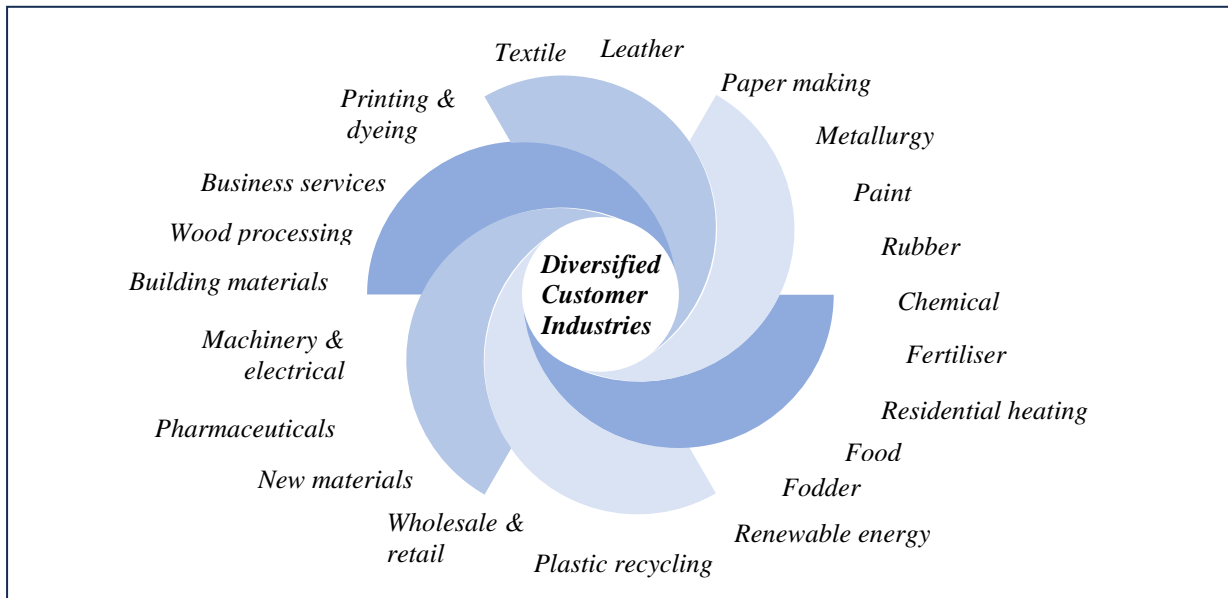 Textile
Leather
Paper making
Metallurgy
Paint
Rubber
Chemical
Fertiliser
Residential heating
Food
Fodder
Renewable energy
Plastic recycling
Wholesale &
retail
New materials
Pharmaceuticals
Machinery &
electrical
Building materials
Wood processing
Business services
Printing &
dyeing
Diversified
Customer
Industries